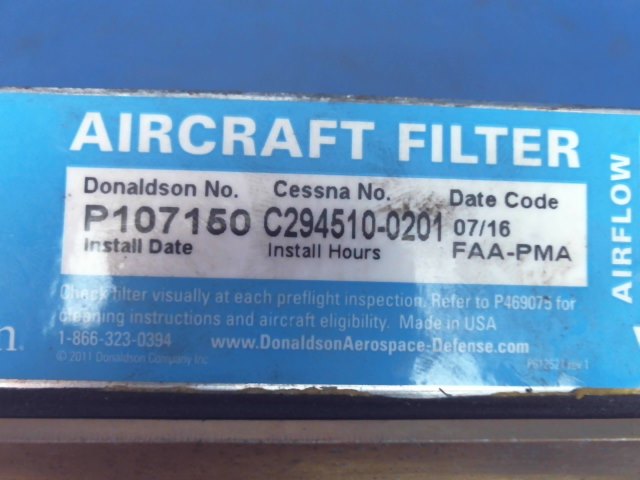 AIRCRAFT FILTER
Donaldson No. Cessna No. Date Code
P107150 C294510-0201 07/16
Install Date Install Hours FAA-PMA
Check filter visually at each preflight inspection. Refer to P469075 for
cleaning instructions and aircraft eligibility. Made in USA
1-866-323-0394 www.DonaldsonAerospace-Defense.com
© 2011 Donaldson Company Inc
AIRFLOW